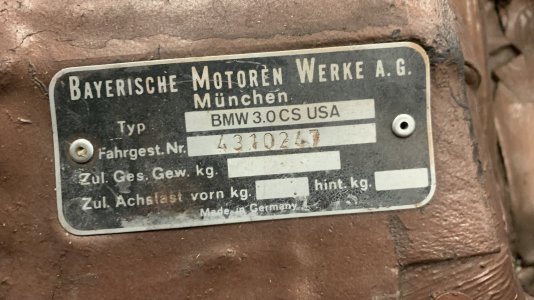 BAYERISCHE MOTOREN WERKE A.G.
München
Typ BMW 3.0 CS USA
Fahrgest. Nr. 4310247
Zul. Ges. Gew. kg.
Zul. Achslast vorn kg. hint. kg.
Made in Germany